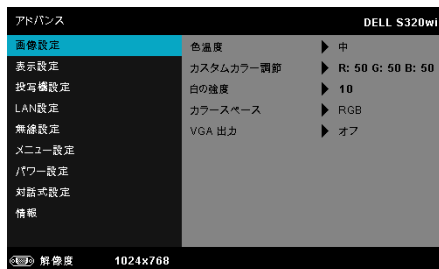 アドバンス DELL S320wi
画像設定 色温度 中
表示設定 カスタムカラー調節 R: 50 G: 50 B: 50
投写機設定 白の強度 10
LAN設定 カラースペース RGB
無線設定 VGA 出力 オフ
メニュー設定
パワー設定
対話式設定
情報
解像度 1024x768